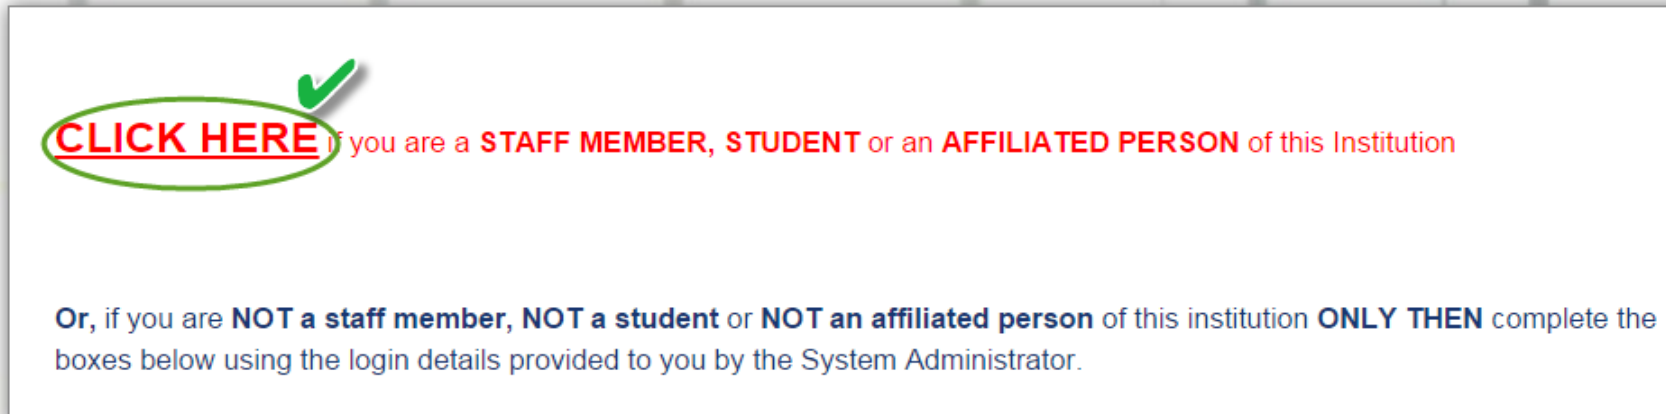 CLICK HERE if you are a STAFF MEMBER, STUDENT or an AFFILIATED PERSON of this Institution
Or, if you are NOT a staff member, NOT a student or NOT an affiliated person of this institution ONLY THEN complete the
boxes below using the login details provided to you by the System Administrator.